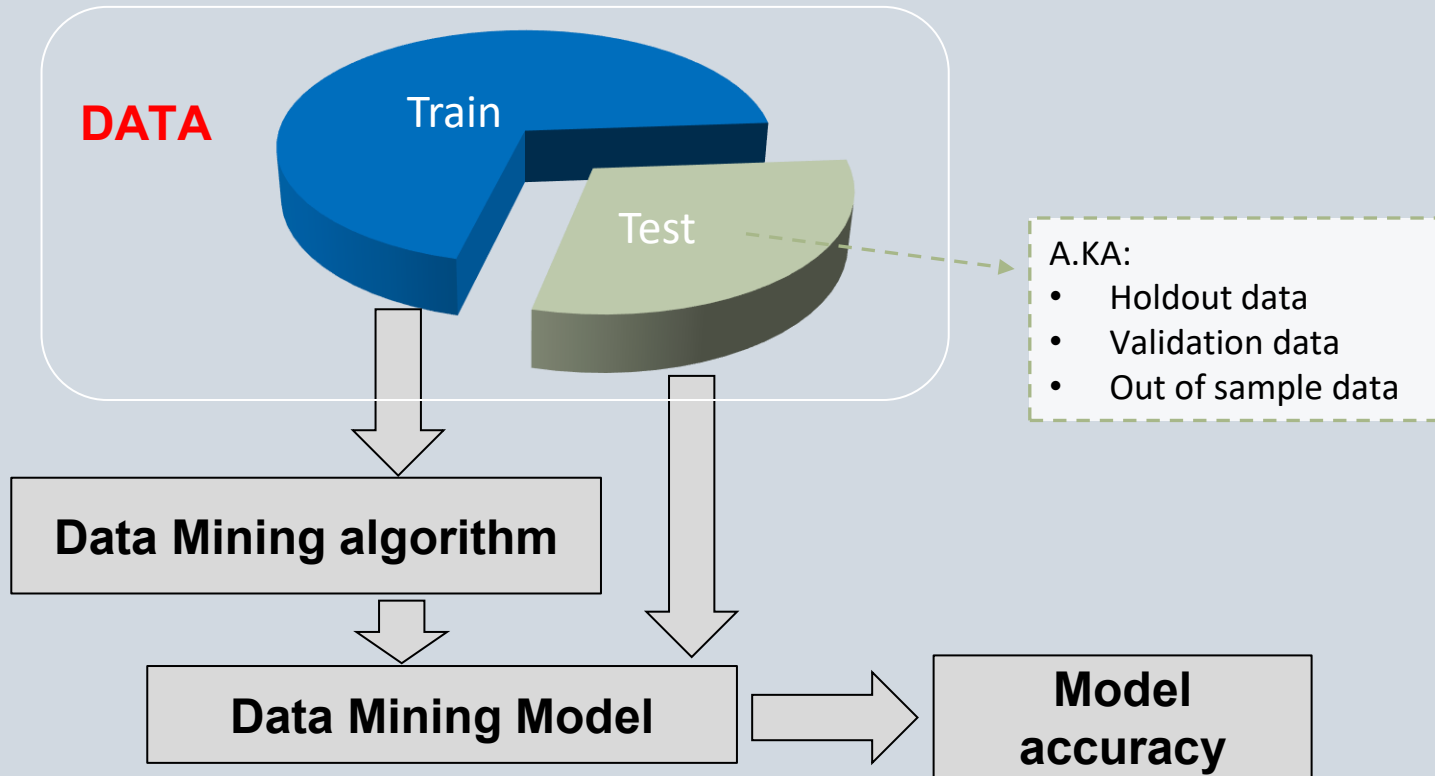 DATA
Train
Test
A.KA:
• Holdout data
• Validation data
• Out of sample data
Data Mining algorithm
Data Mining Model
Model
accuracy